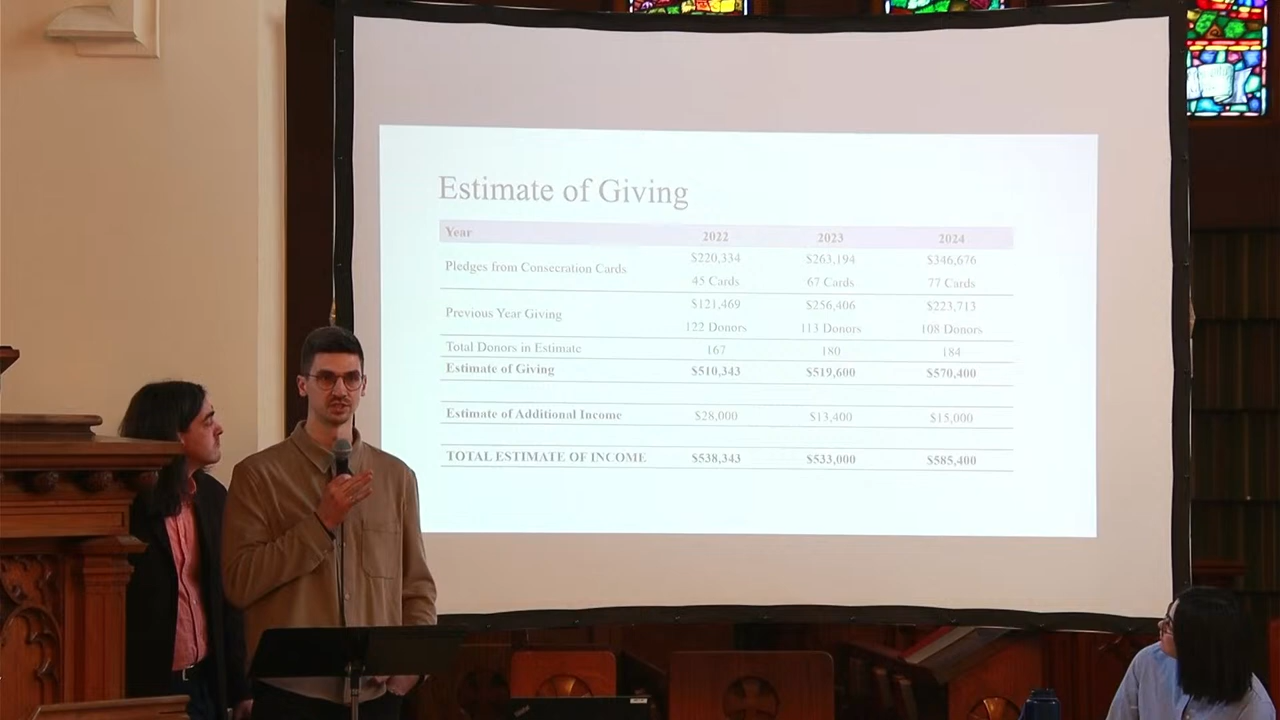 Estimate of Giving
Year 2022 2023 2024
$220,334 $263,194 $346,676
Pledges from Consecration Cards
45 Cards 67 Cards 77 Cards
$121,469 $256,406 $223,713
Previous Year Giving
122 Donors 113 Donors 108 Donors
Total Donors in Estimate 167 180 184
Estimate of Giving $510,343 $519,600 $570,400
Estimate of Additional Income $28,000 $13,400 $15,000
TOTAL ESTIMATE OF INCOME $538,343 $533,000 $585,400